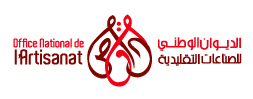 Office National de
l'Artisanat
الديوان الوطني
للصناعات التقليدية